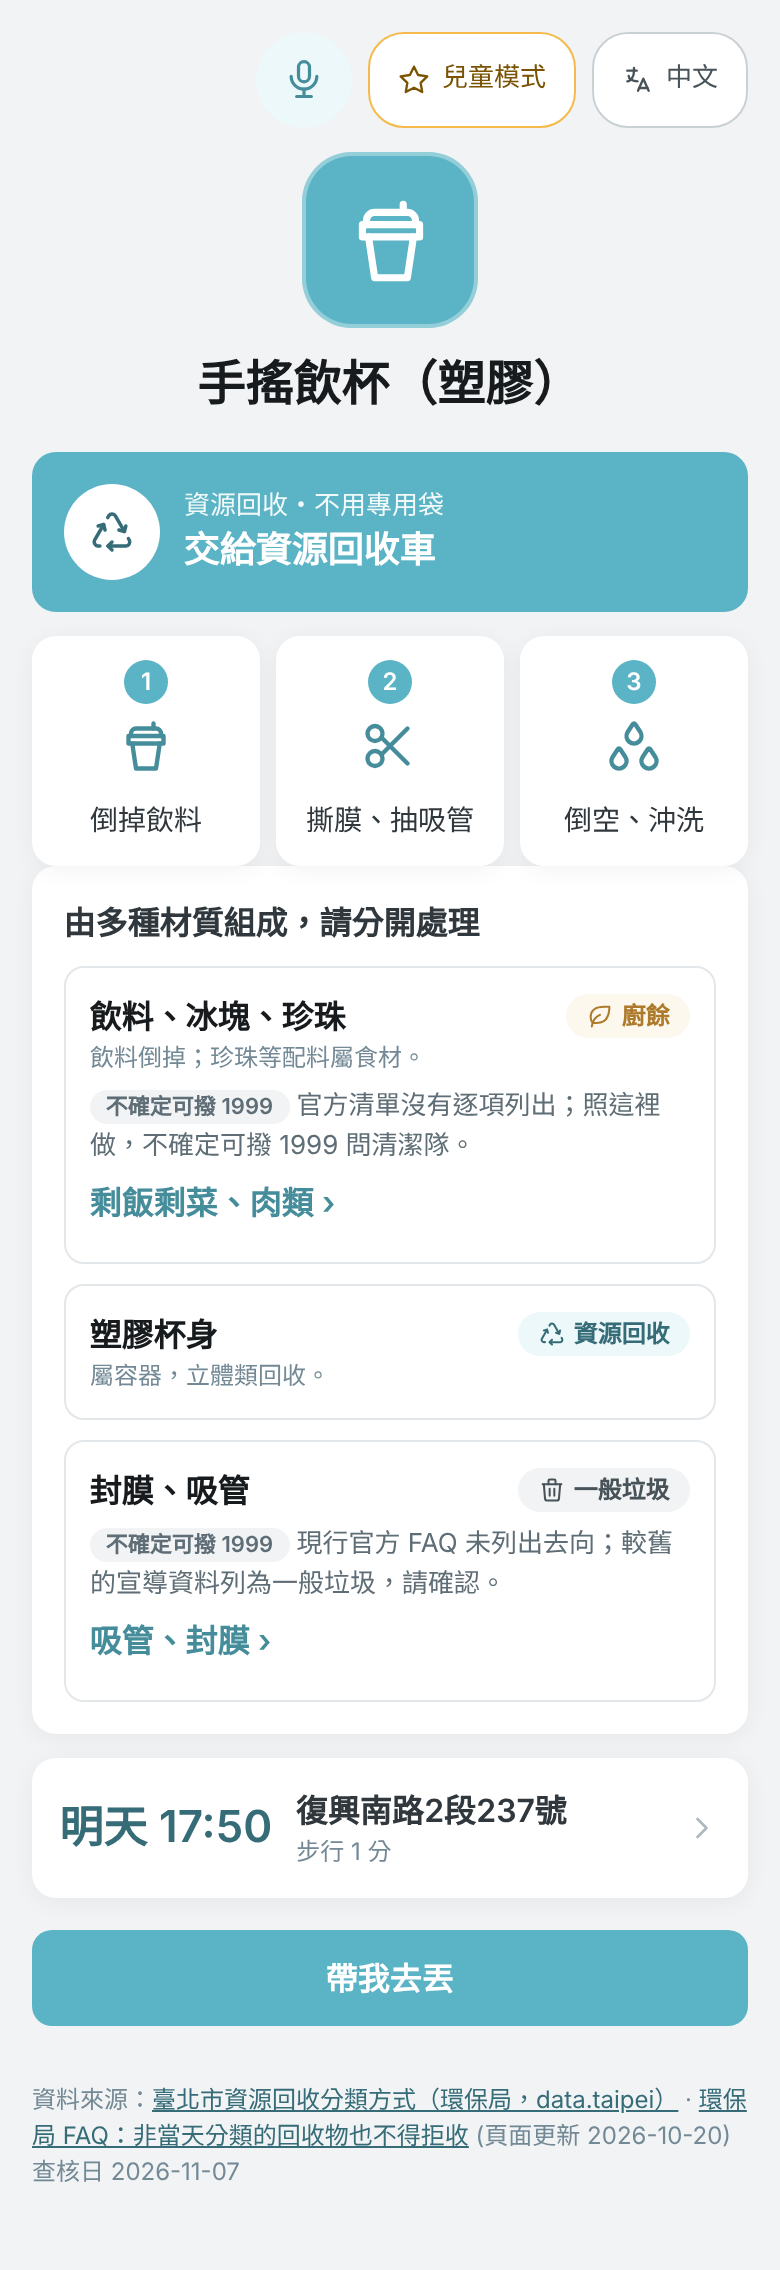 兒童模式
中文
手搖飲杯（塑膠）
資源回收・不用專用袋
交給資源回收車
1
2
3
倒掉飲料
撕膜、抽吸管
倒空、沖洗
由多種材質組成，請分開處理
飲料、冰塊、珍珠
廚餘
飲料倒掉；珍珠等配料屬食材。
不確定可撥 1999 官方清單沒有逐項列出；照這裡
做，不確定可撥 1999 問清潔隊。
剩飯剩菜、肉類 ›
塑膠杯身
資源回收
屬容器，立體類回收。
封膜、吸管
一般垃圾
不確定可撥 1999 現行官方 FAQ 未列出去向；較舊
的宣導資料列為一般垃圾，請確認。
吸管、封膜 ›
明天 17:50
復興南路2段237號
步行 1 分
帶我去丟
資料來源：臺北市資源回收分類方式（環保局，data.taipei） · 環保
局 FAQ：非當天分類的回收物也不得拒收 (頁面更新 2026-10-20)
查核日 2026-11-07